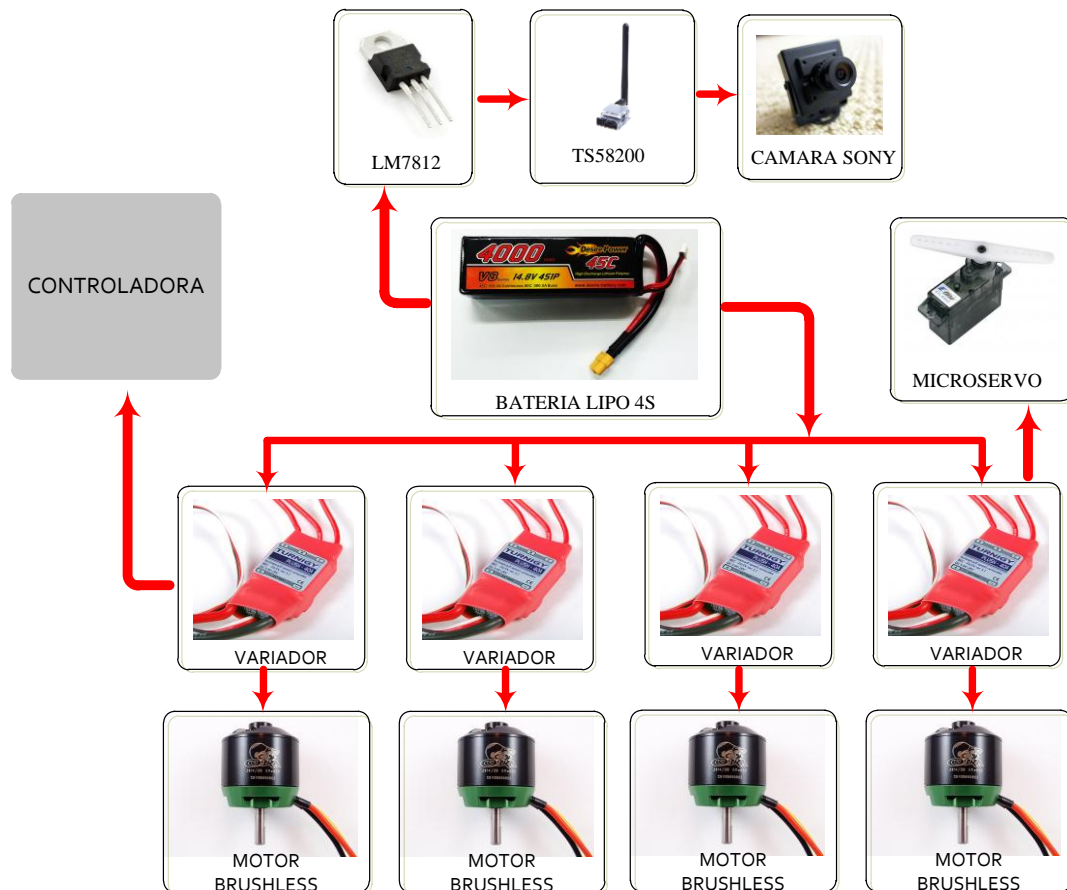 LM7812
TS58200
CAMARA SONY
CONTROLADORA
4000
45C
14.8V 4S1P
BATERIA LIPO 4S
MICROSERVO
TURNIGY
TURNIGY
TURNIGY
TURNIGY
VARIADOR
VARIADOR
VARIADOR
VARIADOR
MOTOR
BRUSHLESS
MOTOR
BRUSHLESS
MOTOR
BRUSHLESS
MOTOR
BRUSHLESS